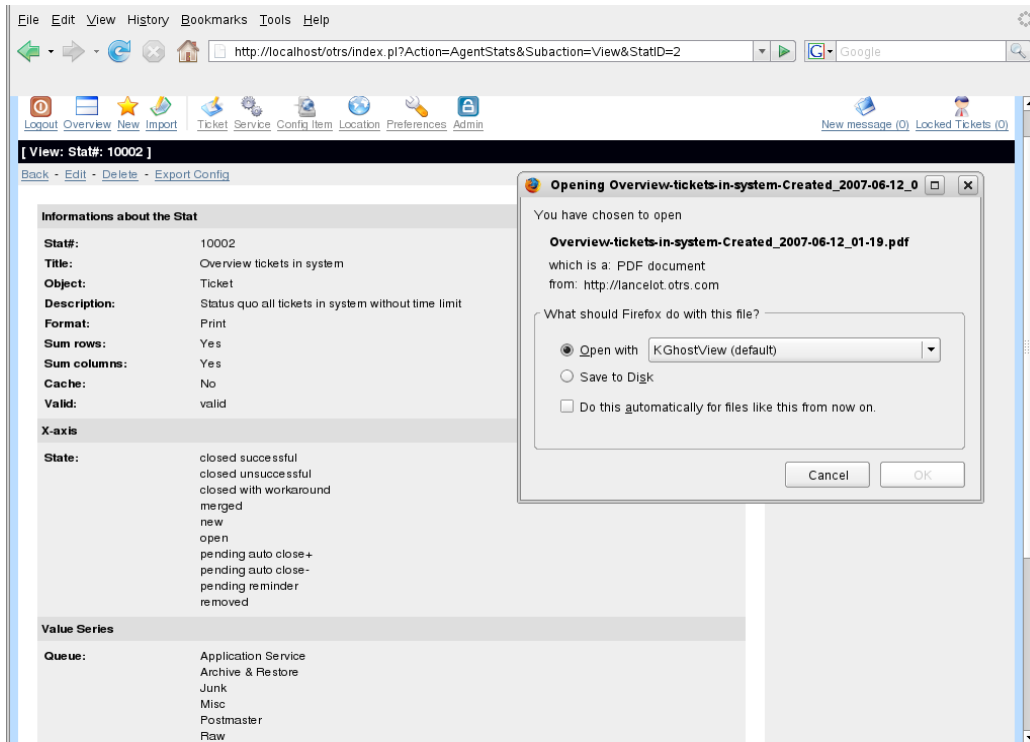 File Edit View History Bookmarks Tools Help
http://localhost/otrs/index.pl?Action=AgentStats&Subaction=View&StatID=2
G Google
Logout Overview New Import Ticket Service Config Item Location Preferences Admin New message (0) Locked Tickets (0)
[ View: Stat#: 10002 ]
Back - Edit - Delete - Export Config
Informations about the Stat
Stat#: 10002
Title: Overview tickets in system
Object: Ticket
Description: Status quo all tickets in system without time limit
Format: Print
Sum rows: Yes
Sum columns: Yes
Cache: No
Valid: valid
X-axis
State: closed successful
closed unsuccessful
closed with workaround
merged
new
open
pending auto close+
pending auto close-
pending reminder
removed
Value Series
Queue: Application Service
Archive & Restore
Junk
Misc
Postmaster
Raw
Opening Overview-tickets-in-system-Created_2007-06-12_0
You have chosen to open
Overview-tickets-in-system-Created_2007-06-12_01-19.pdf
which is a: PDF document
from: http://lancelot.otrs.com
What should Firefox do with this file?
Open with KGhostView (default)
Save to Disk
Do this automatically for files like this from now on.
Cancel OK